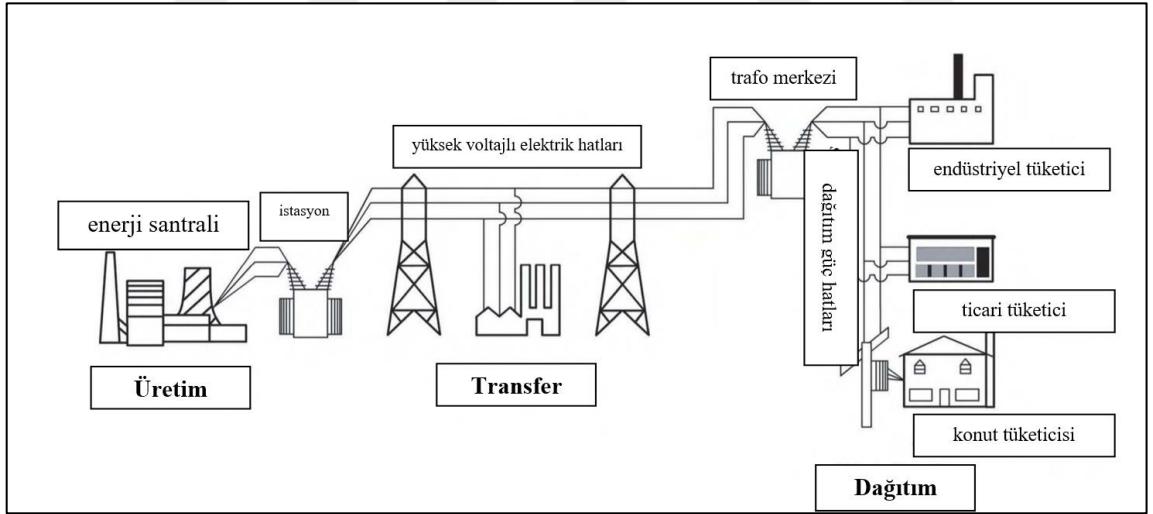 trafo merkezi
yüksek voltajlı elektrik hatları
endüstriyel tüketici
istasyon
enerji santrali
dağıtım güç hatları
ticari tüketici
Üretim
Transfer
konut tüketicisi
Dağıtım